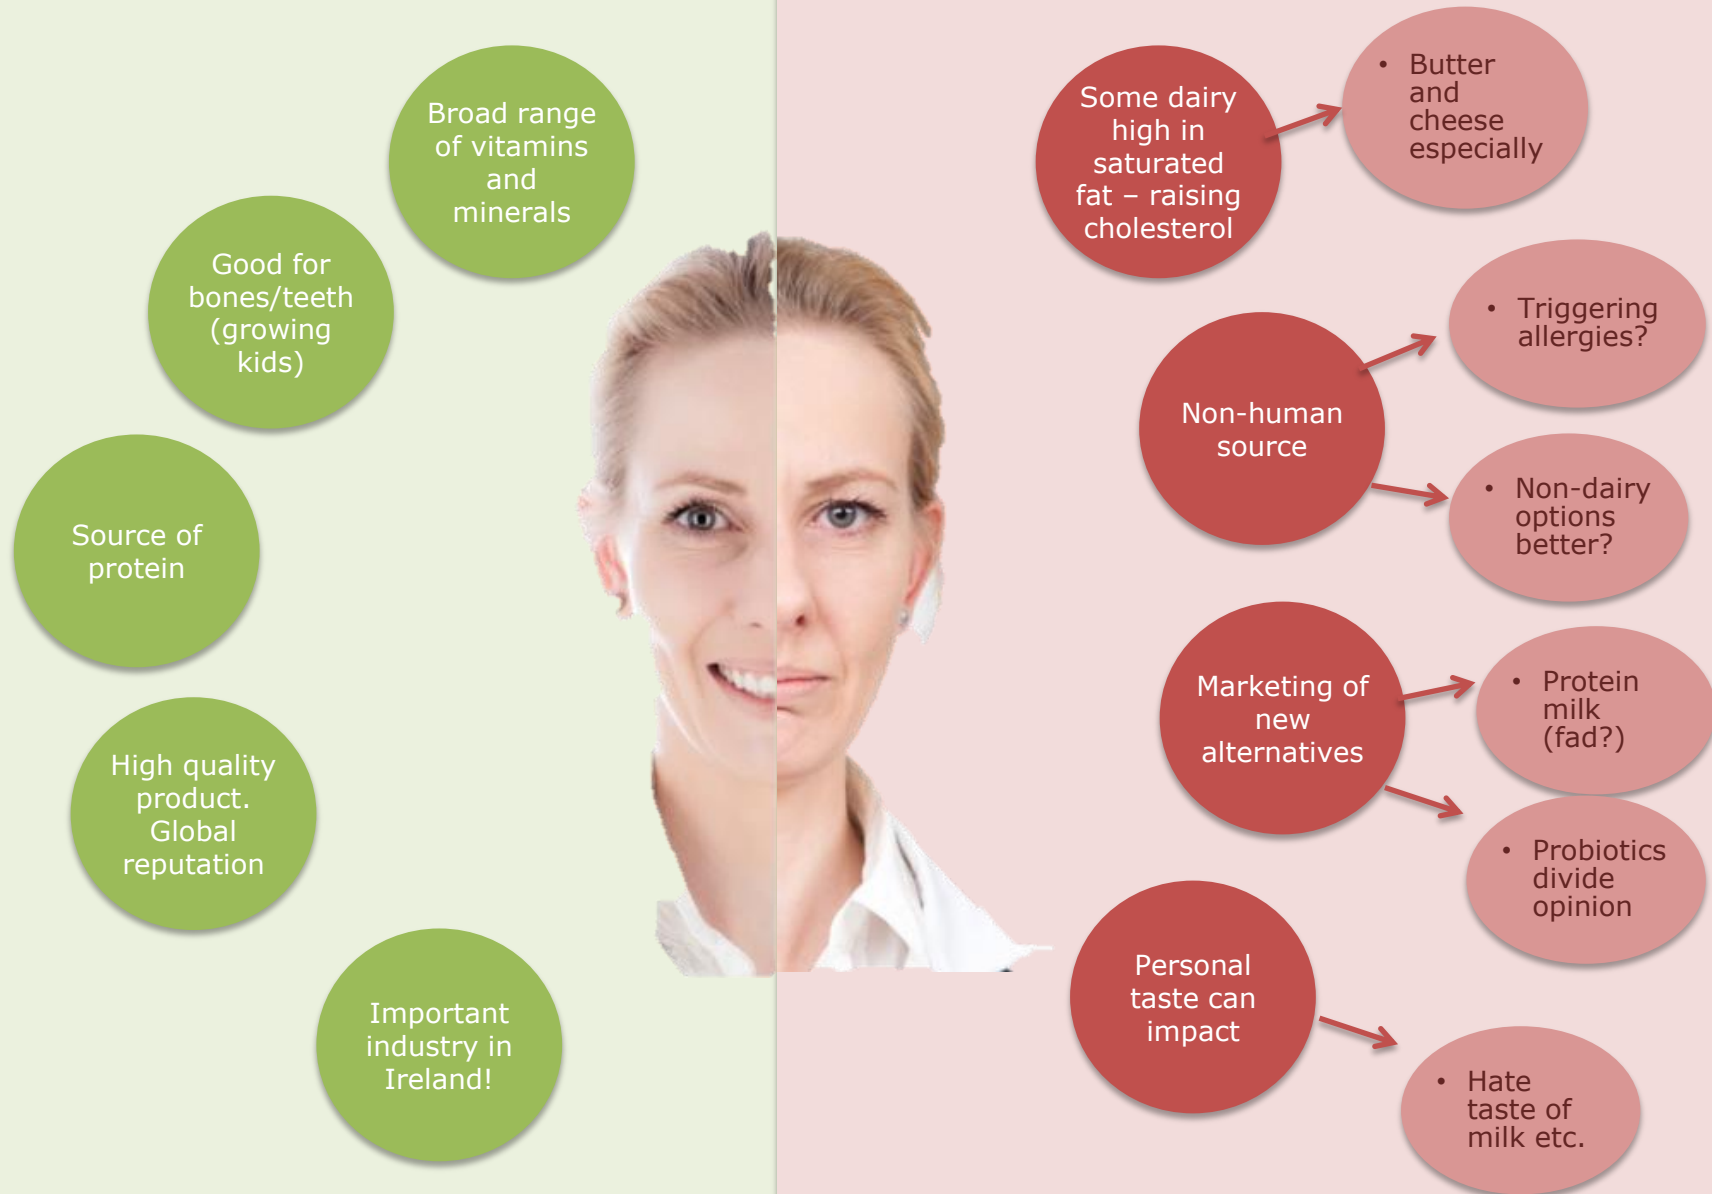 Broad range
of vitamins
and
minerals
Good for
bones/teeth
(growing
kids)
Source of
protein
High quality
product.
Global
reputation
Important
industry in
Ireland!
Some dairy
high in
saturated
fat – raising
cholesterol
• Butter
and
cheese
especially
Non-human
source
• Triggering
allergies?
• Non-dairy
options
better?
Marketing of
new
alternatives
• Protein
milk
(fad?)
• Probiotics
divide
opinion
Personal
taste can
impact
• Hate
taste of
milk etc.